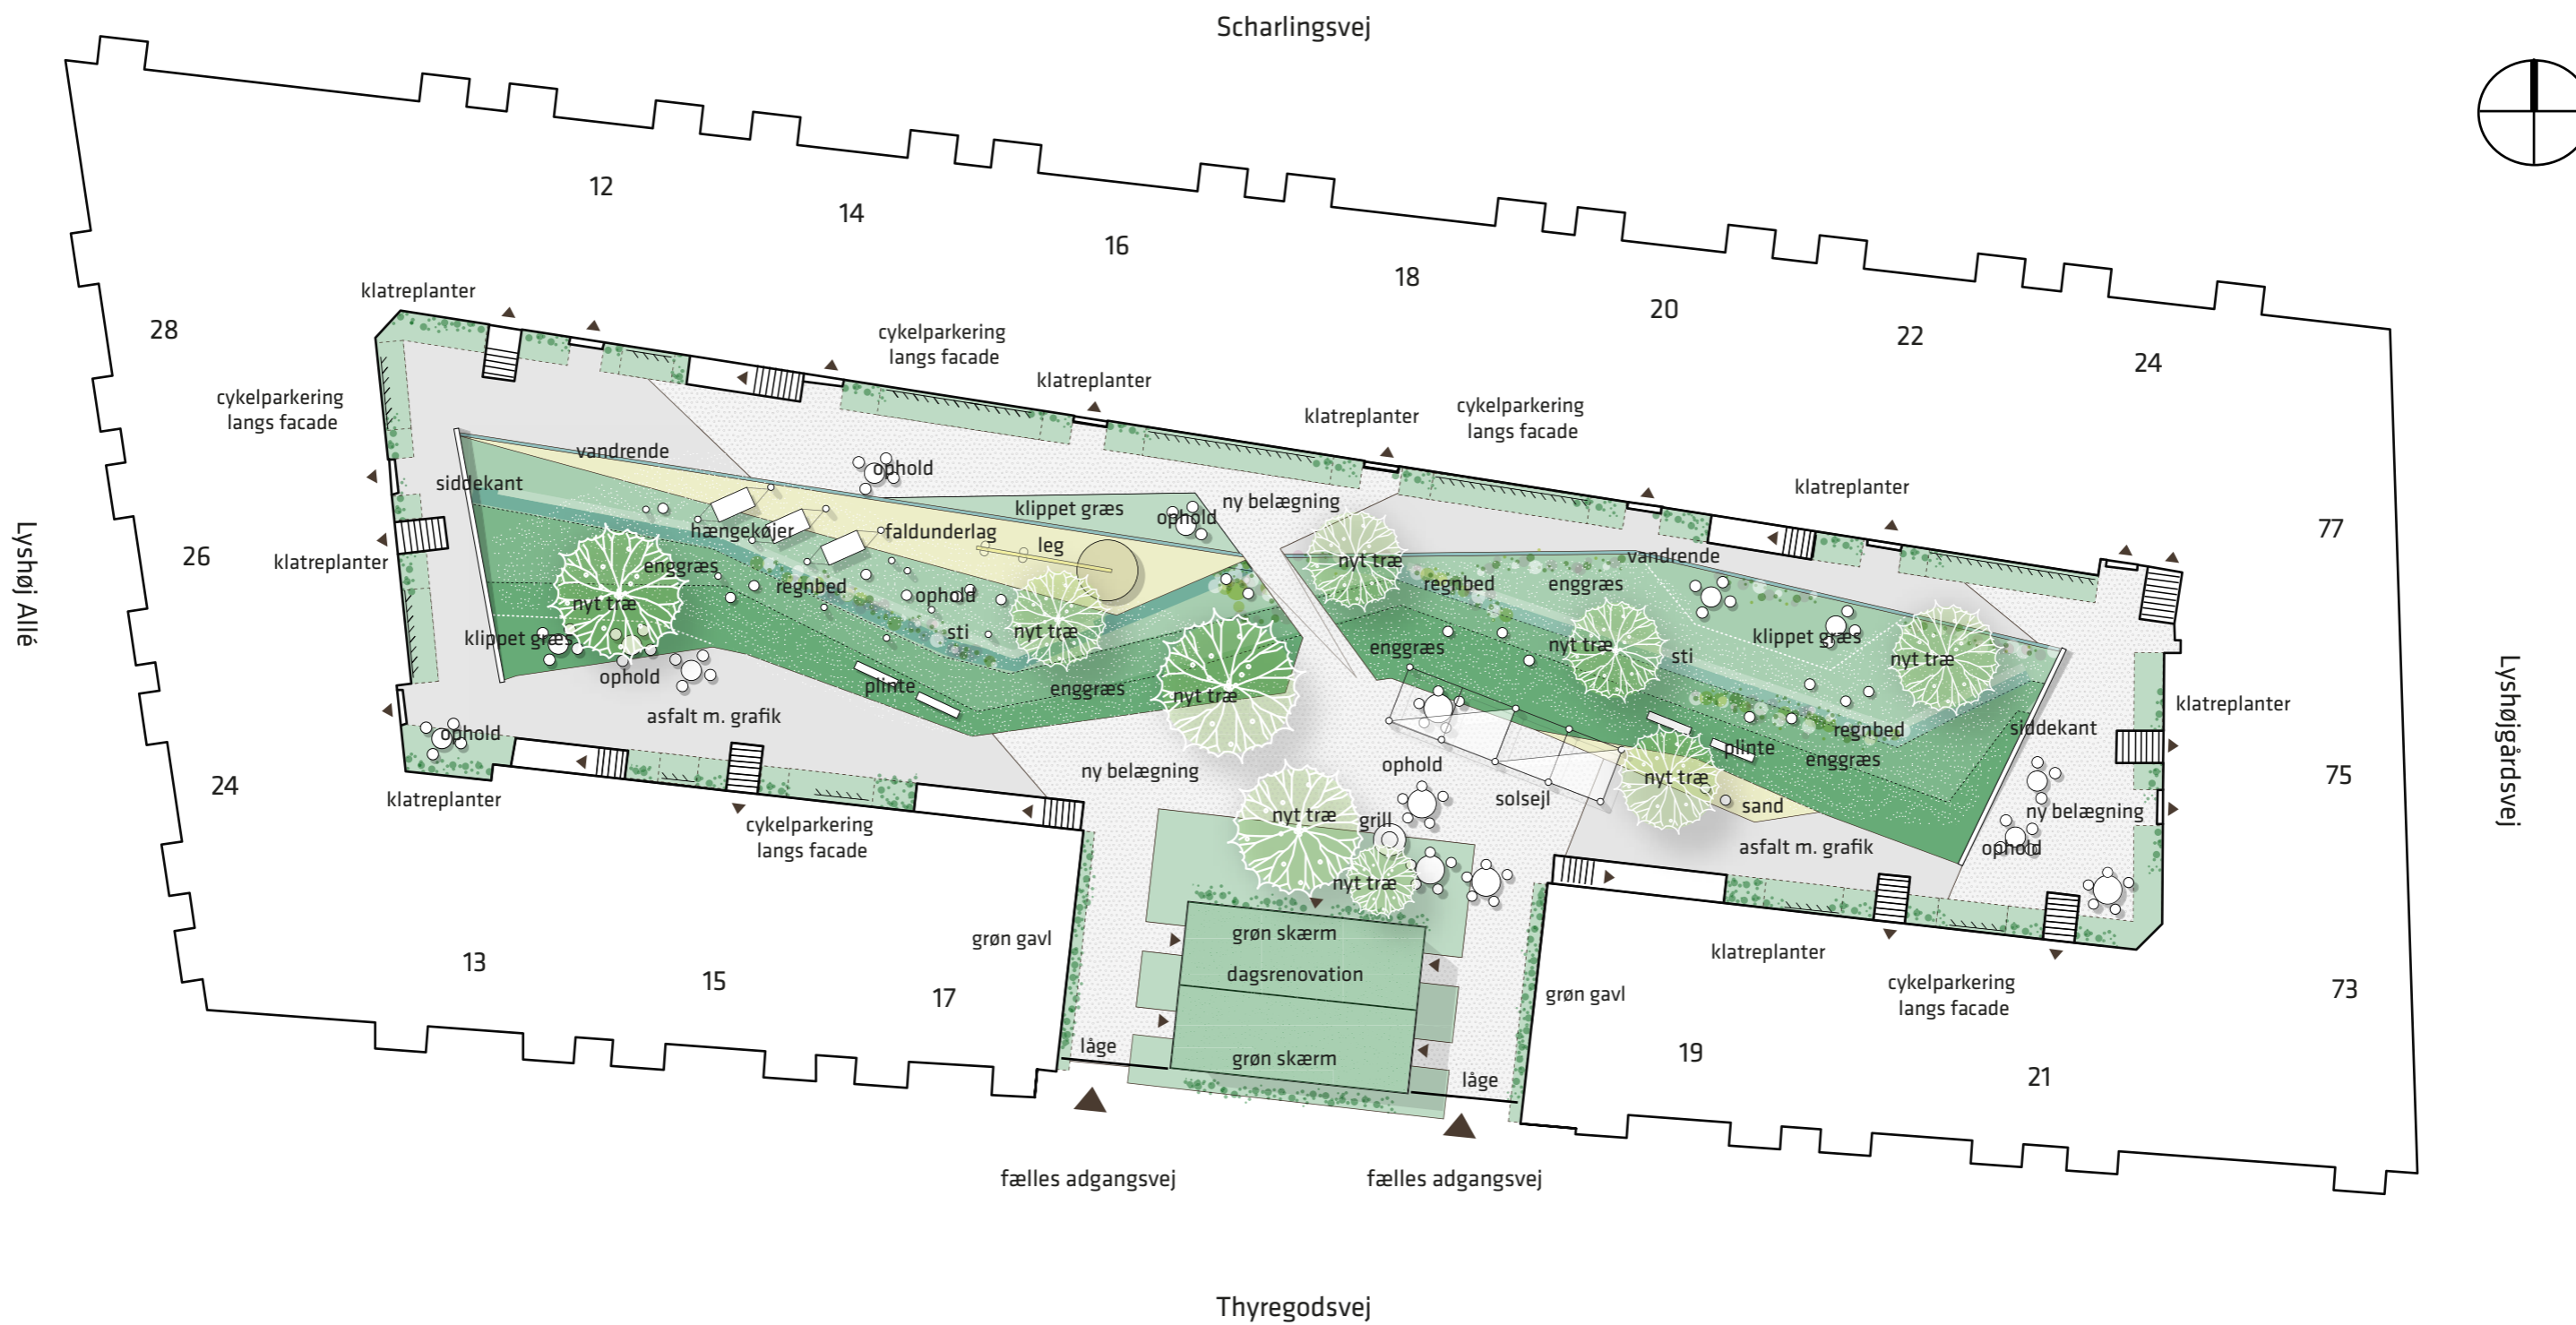 Scharlingsvej
12
14
16
18
20
22
24
28
26
24
77
75
73
13
15
17
19
21
Lyshøj Allé
Lyshøjgårdsvej
klatreplanter
cykelparkering
langs facade
klatreplanter
klatreplanter
cykelparkering
langs facade
klatreplanter
cykelparkering
langs facade
klatreplanter
vandrende
siddekant
ophold
klippet græs
ophold
ny belægning
hængekøjer
faldunderlag
leg
enggræs
regnbed
ophold
nyt træ
sti
nyt træ
klippet græs
ophold
plinte
enggræs
nyt træ
asfalt m. grafik
ophold
klatreplanter
ny belægning
cykelparkering
langs facade
nyt træ
regnbed
enggræs
vandrende
enggræs
nyt træ
sti
klippet græs
nyt træ
klatreplanter
regnbed
siddekant
plinte
enggræs
ophold
solsejl
nyt træ
sand
ny belægning
nyt træ
grill
asfalt m. grafik
ophold
nyt træ
grøn gavl
grøn skærm
dagsrenovation
grøn skærm
grøn gavl
klatreplanter
cykelparkering
langs facade
låge
låge
fælles adgangsvej
fælles adgangsvej
Thyregodsvej